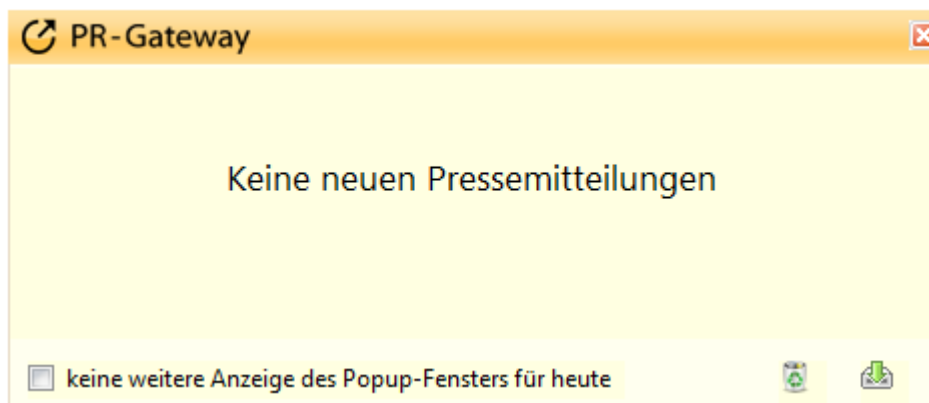 PR-Gateway
Keine neuen Pressemitteilungen
keine weitere Anzeige des Popup-Fensters für heute